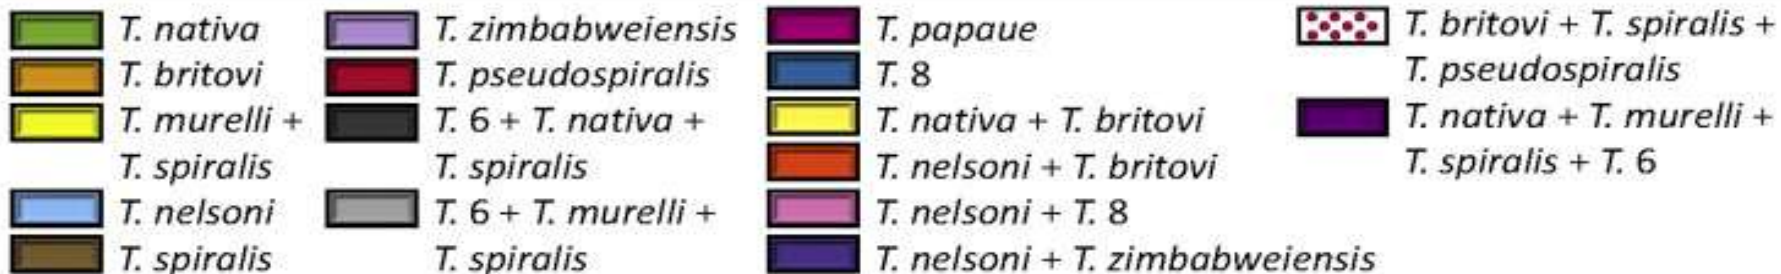 T. nativa
T. britovi
T. murelli +
T. spiralis
T. nelsoni
T. spiralis
T. zimbabweiensis
T. pseudospiralis
T. 6 + T. nativa +
T. spiralis
T. 6 + T. murelli +
T. spiralis
T. papaue
T. 8
T. nativa + T. britovi
T. nelsoni + T. britovi
T. nelsoni + T. 8
T. nelsoni + T. zimbabweiensis
T. britovi + T. spiralis +
T. pseudospiralis
T. nativa + T. murelli +
T. spiralis + T. 6